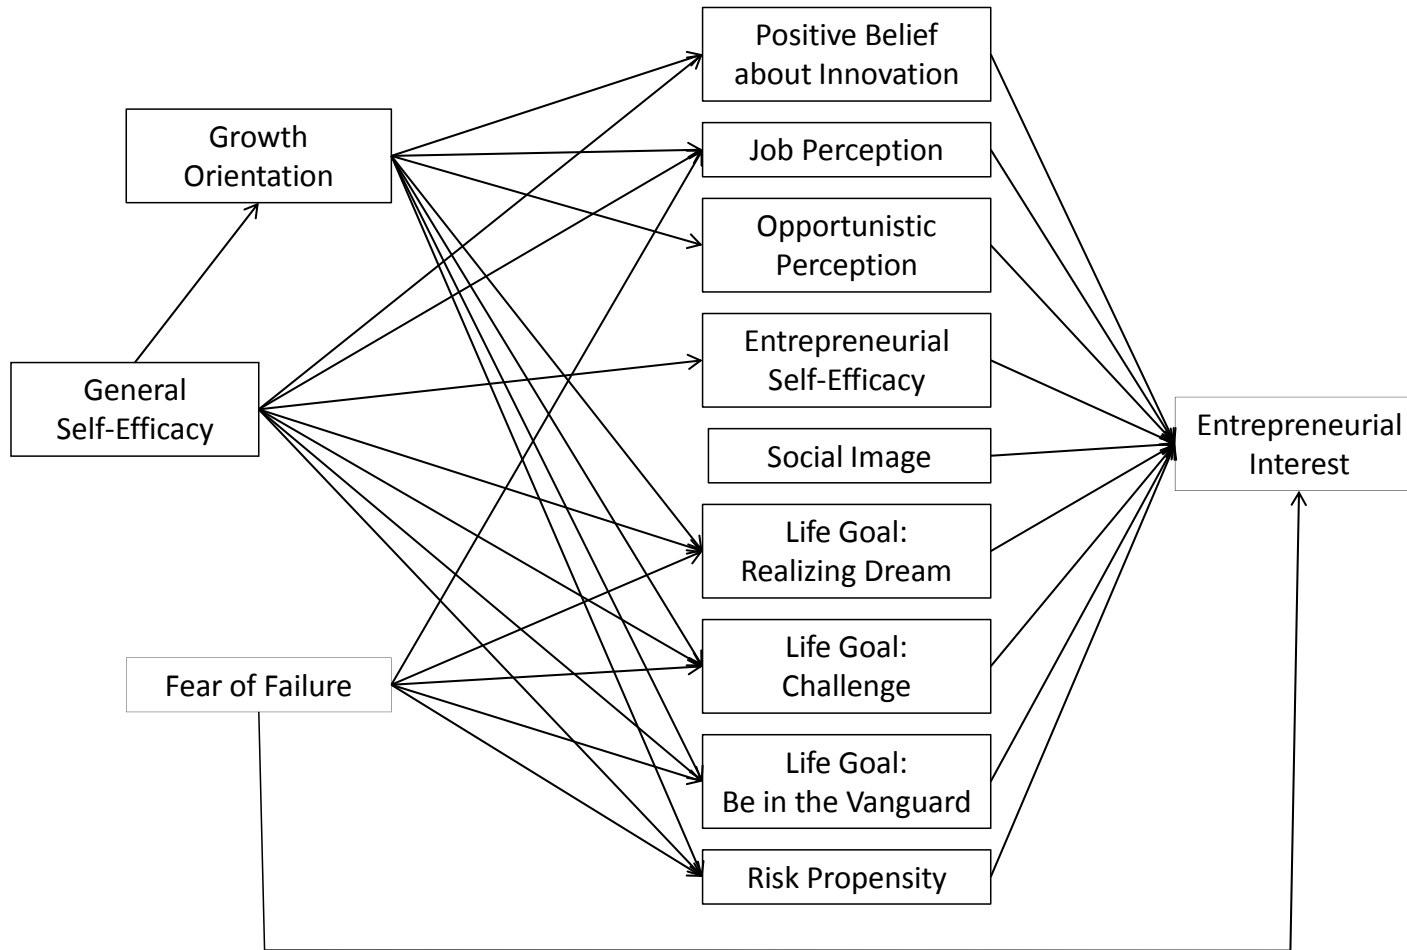 Positive Belief
about Innovation
Growth
Orientation
Job Perception
Opportunistic
Perception
General
Self-Efficacy
Entrepreneurial
Self-Efficacy
Social Image
Entrepreneurial
Interest
Life Goal:
Realizing Dream
Fear of Failure
Life Goal:
Challenge
Life Goal:
Be in the Vanguard
Risk Propensity